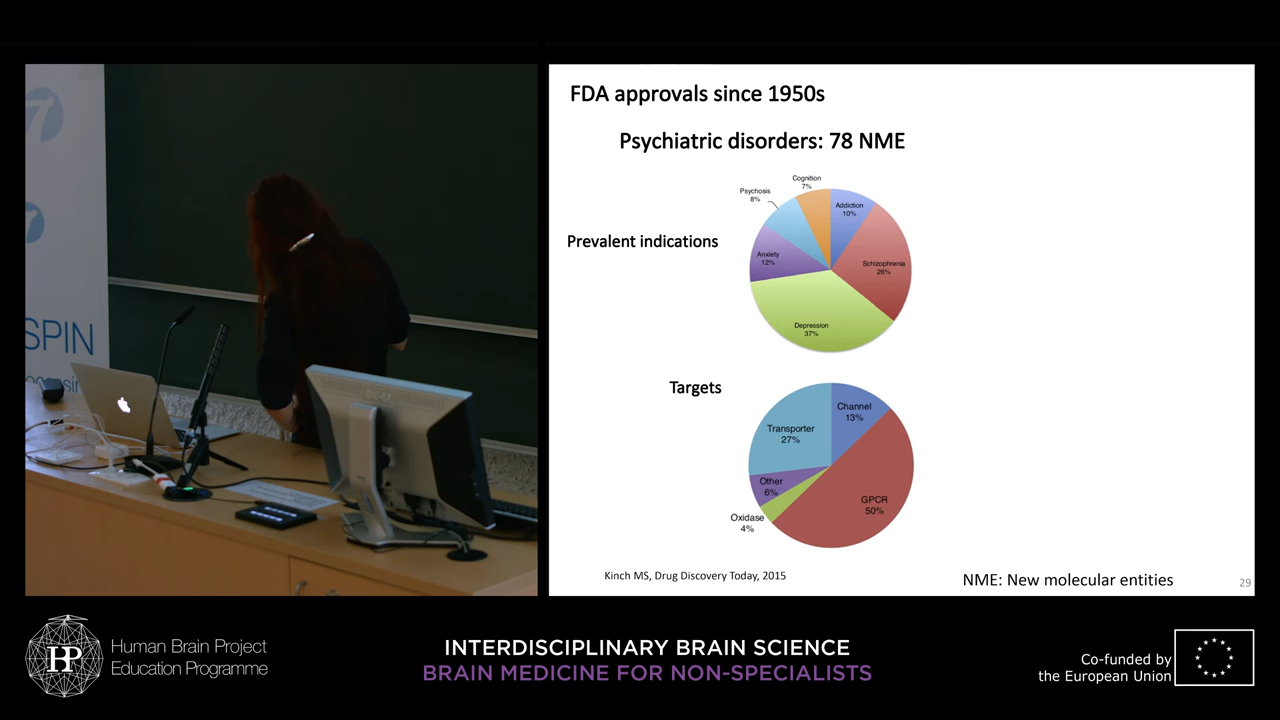 FDA approvals since 1950s
Psychiatric disorders: 78 NME
Prevalent indications
Cognition
7%
Psychosis
8%
Addiction
10%
Anxiety
12%
Schizophrenia
26%
Depression
37%
Targets
Channel
13%
Transporter
27%
Other
6%
GPCR
50%
Oxidase
4%
Kinch MS, Drug Discovery Today, 2015
NME: New molecular entities
29
SPIN
Human Brain Project
Education Programme
INTERDISCIPLINARY BRAIN SCIENCE
BRAIN MEDICINE FOR NON-SPECIALISTS
Co-funded by
the European Union